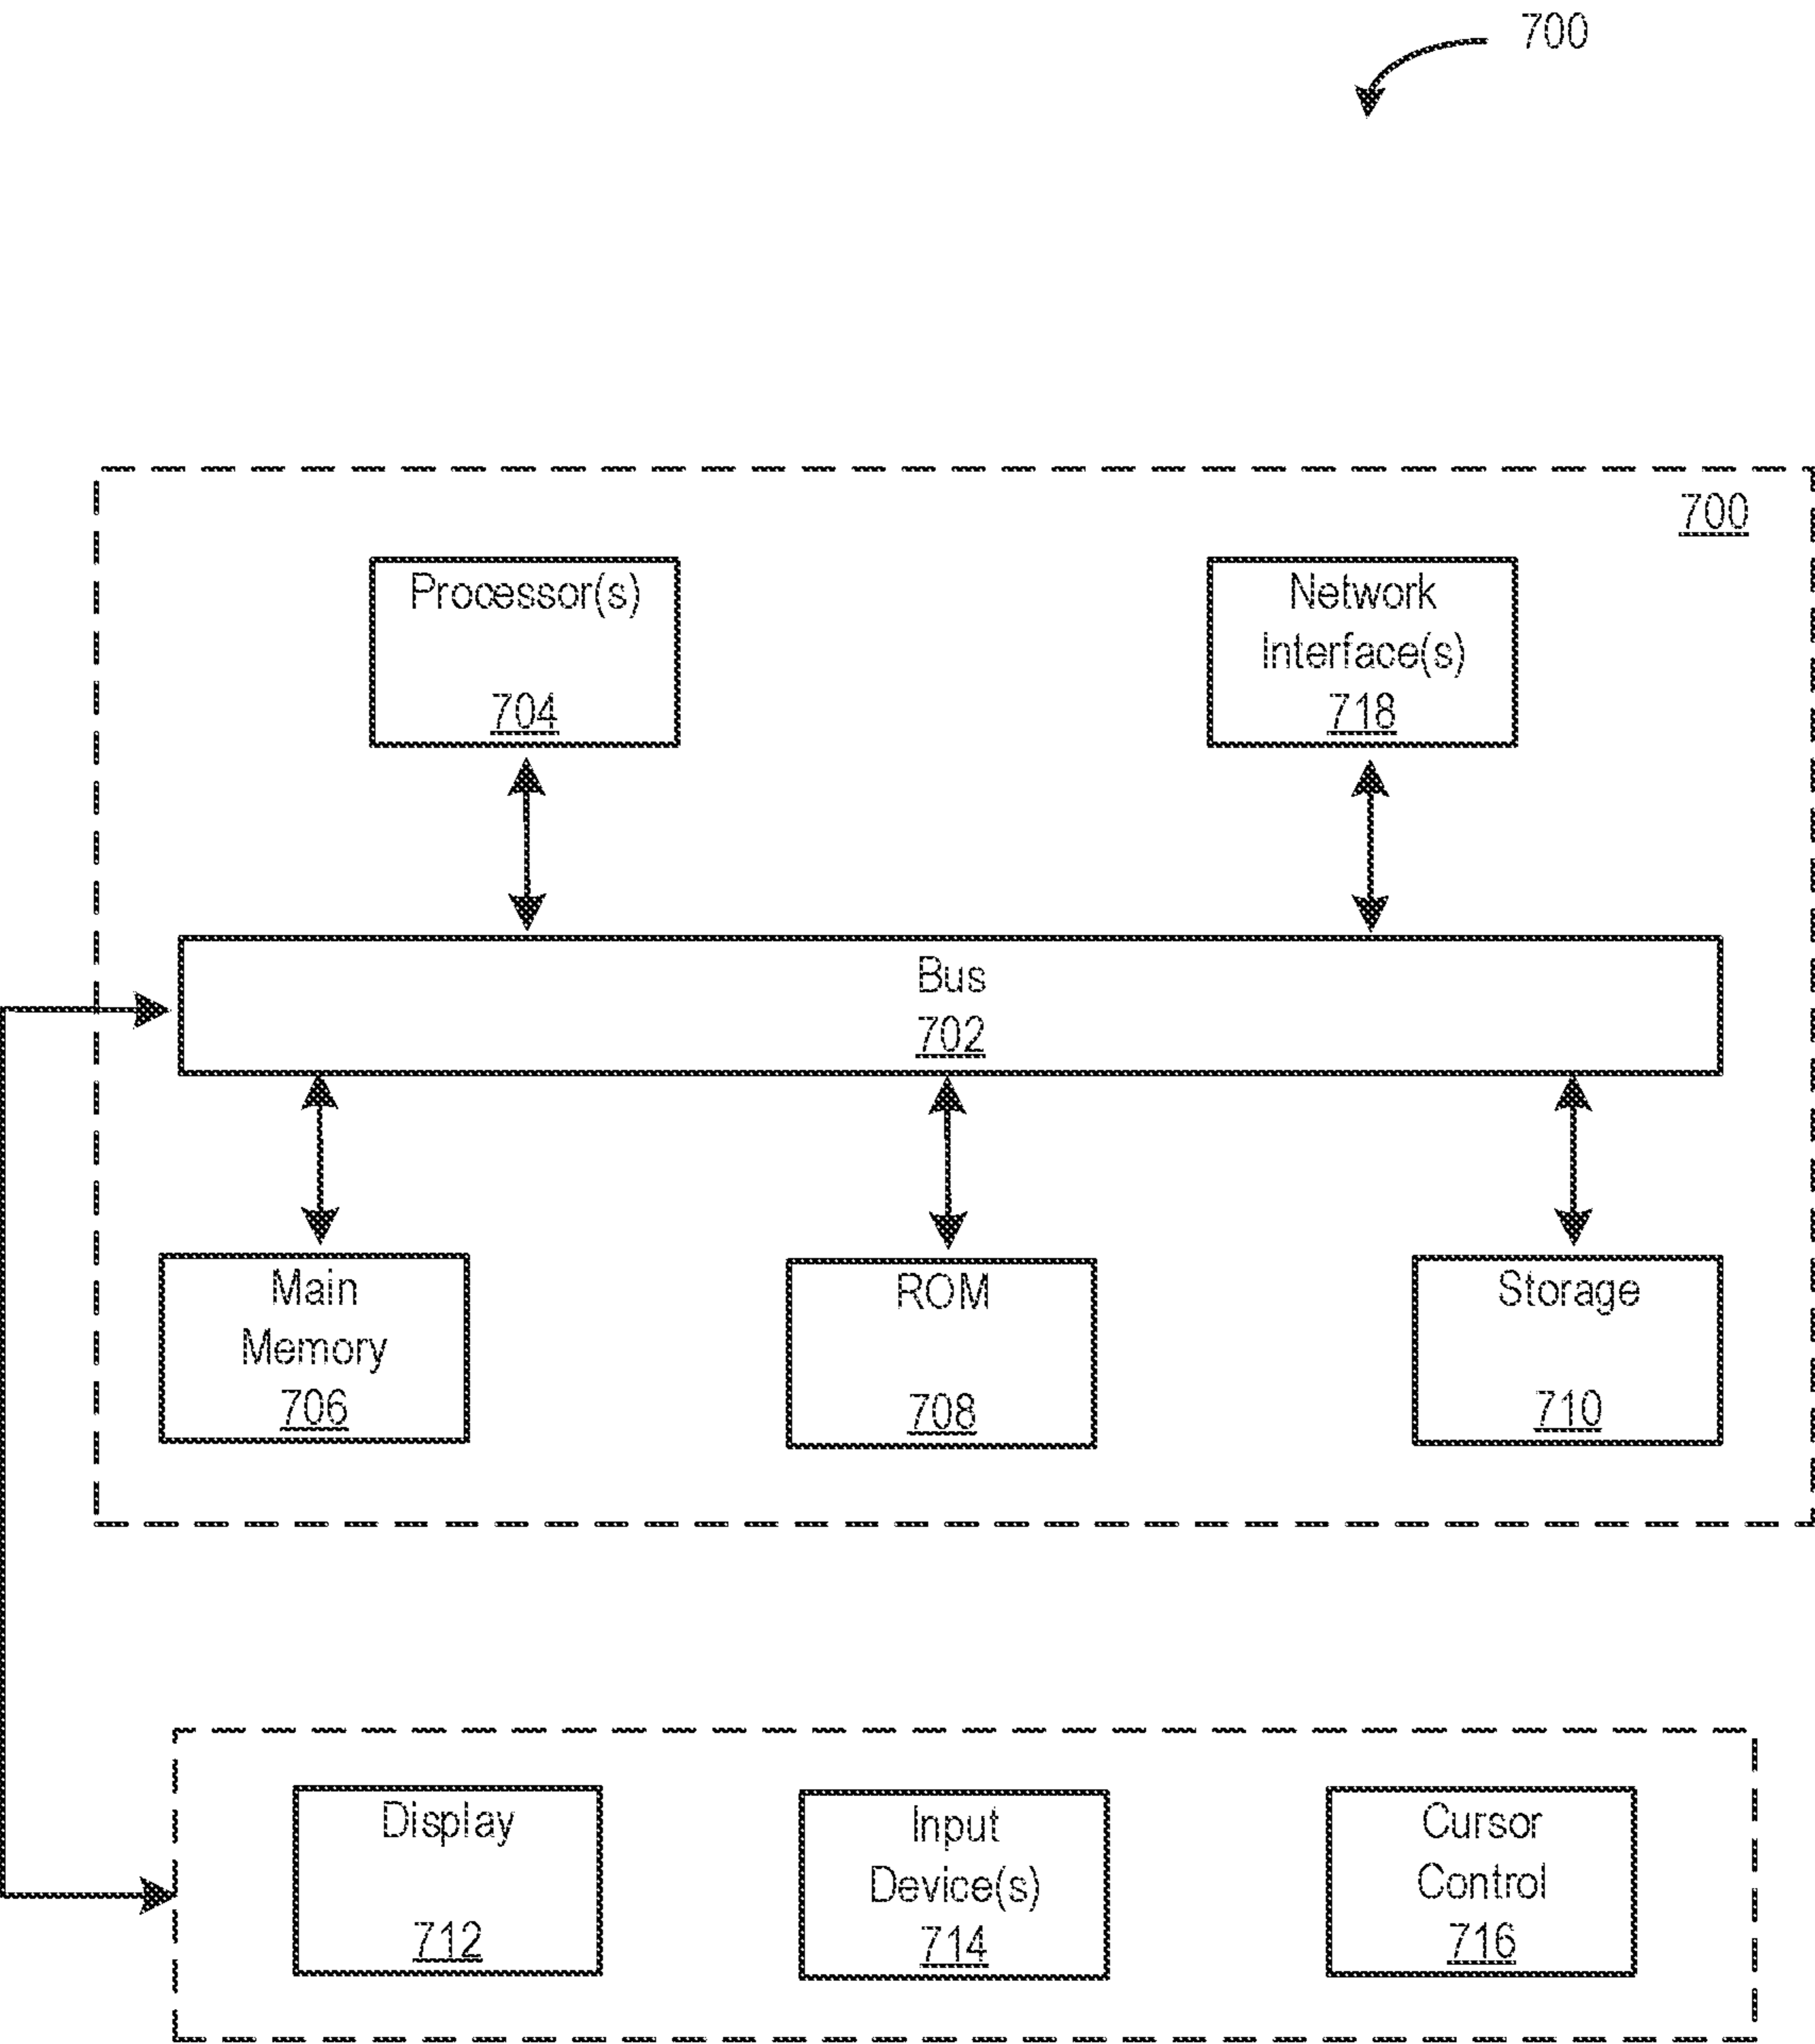 700
700
Processor(s)
704
Network
Interface(s)
718
Bus
702
Main
Memory
706
ROM
708
Storage
710
Display
712
Input
Device(s)
714
Cursor
Control
716